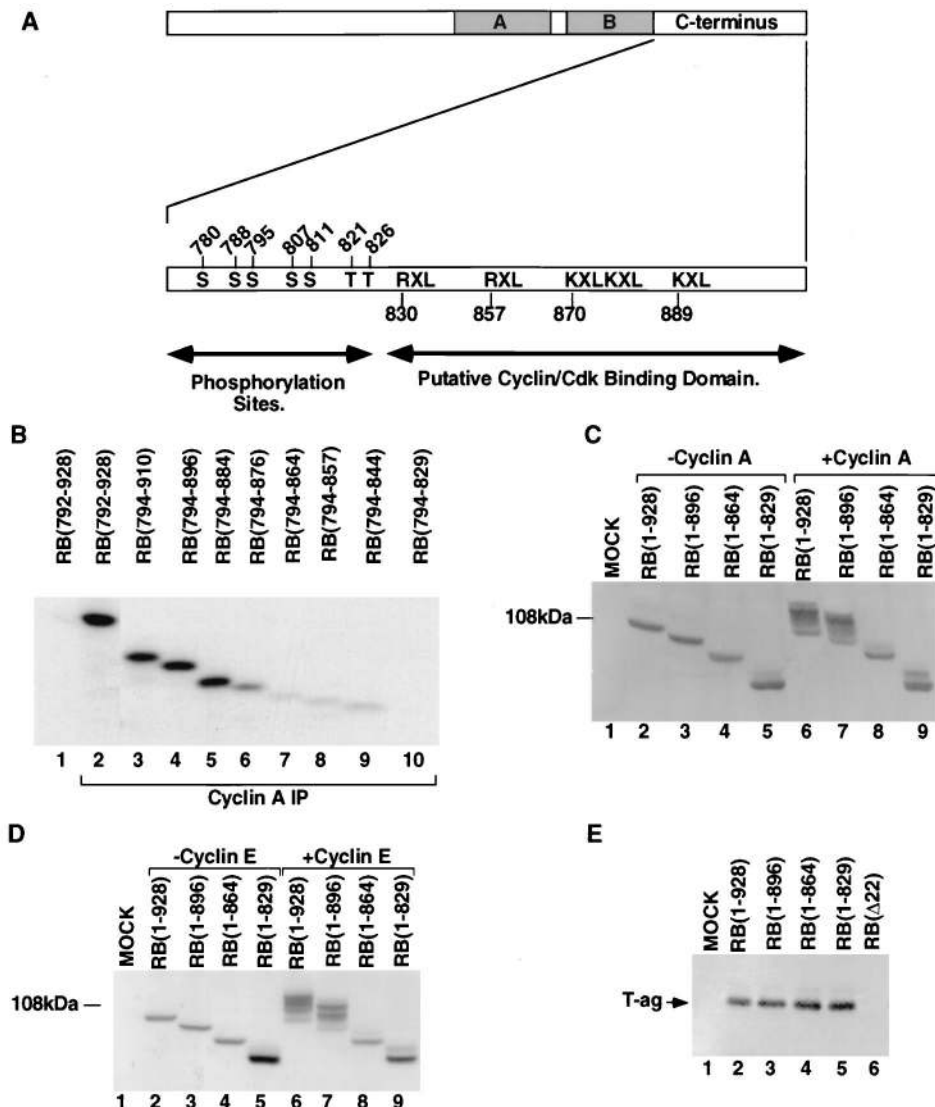 A
A B C-terminus
780 788 795 807 811 821 826
S S S S S T T RXL RXL KXLKXL KXL
830 857 870 889
Phosphorylation
Sites.
Putative Cyclin/Cdk Binding Domain.
B
RB(792-928) RB(792-928) RB(794-910) RB(794-896) RB(794-884) RB(794-876) RB(794-864) RB(794-857) RB(794-844) RB(794-829)
1 2 3 4 5 6 7 8 9 10
Cyclin A IP
C
-Cyclin A +Cyclin A
MOCK RB(1-928) RB(1-896) RB(1-864) RB(1-829) RB(1-928) RB(1-896) RB(1-864) RB(1-829)
108kDa
1 2 3 4 5 6 7 8 9
D
-Cyclin E +Cyclin E
MOCK RB(1-928) RB(1-896) RB(1-864) RB(1-829) RB(1-928) RB(1-896) RB(1-864) RB(1-829)
108kDa
1 2 3 4 5 6 7 8 9
E
MOCK RB(1-928) RB(1-896) RB(1-864) RB(1-829) RB(Δ22)
T-ag
1 2 3 4 5 6